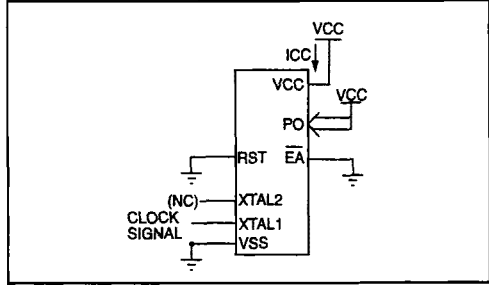 VCC
ICC
VCC
VCC
PO
RST
EA
(NC)
XTAL2
CLOCK
SIGNAL
XTAL1
VSS